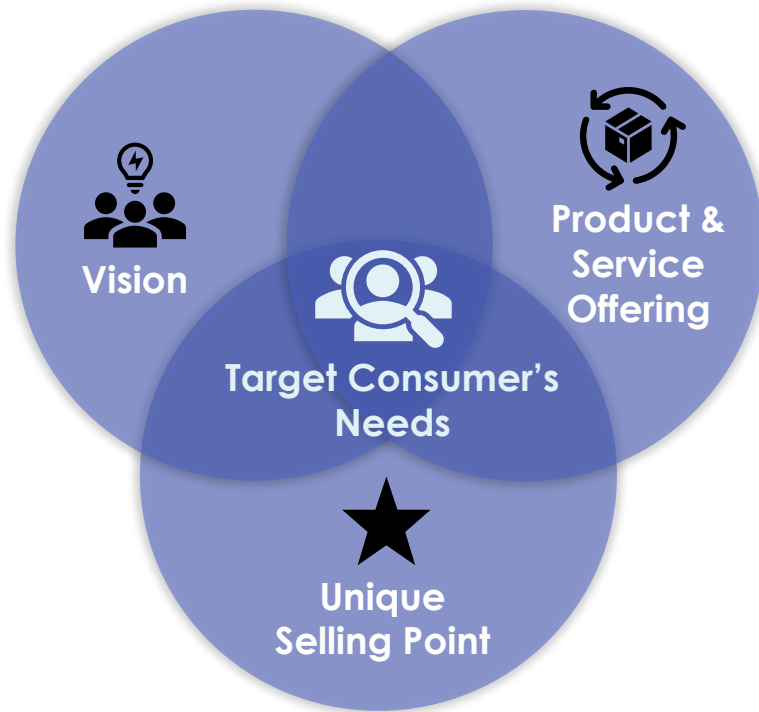 Vision
Product &
Service
Offering
Target Consumer’s
Needs
Unique
Selling Point